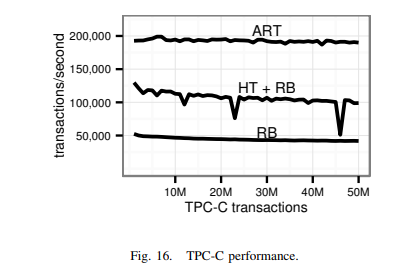 200,000
150,000
100,000
50,000
transactions/second
ART
HT + RB
RB
10M 20M 30M 40M 50M
TPC-C transactions
Fig. 16. TPC-C performance.